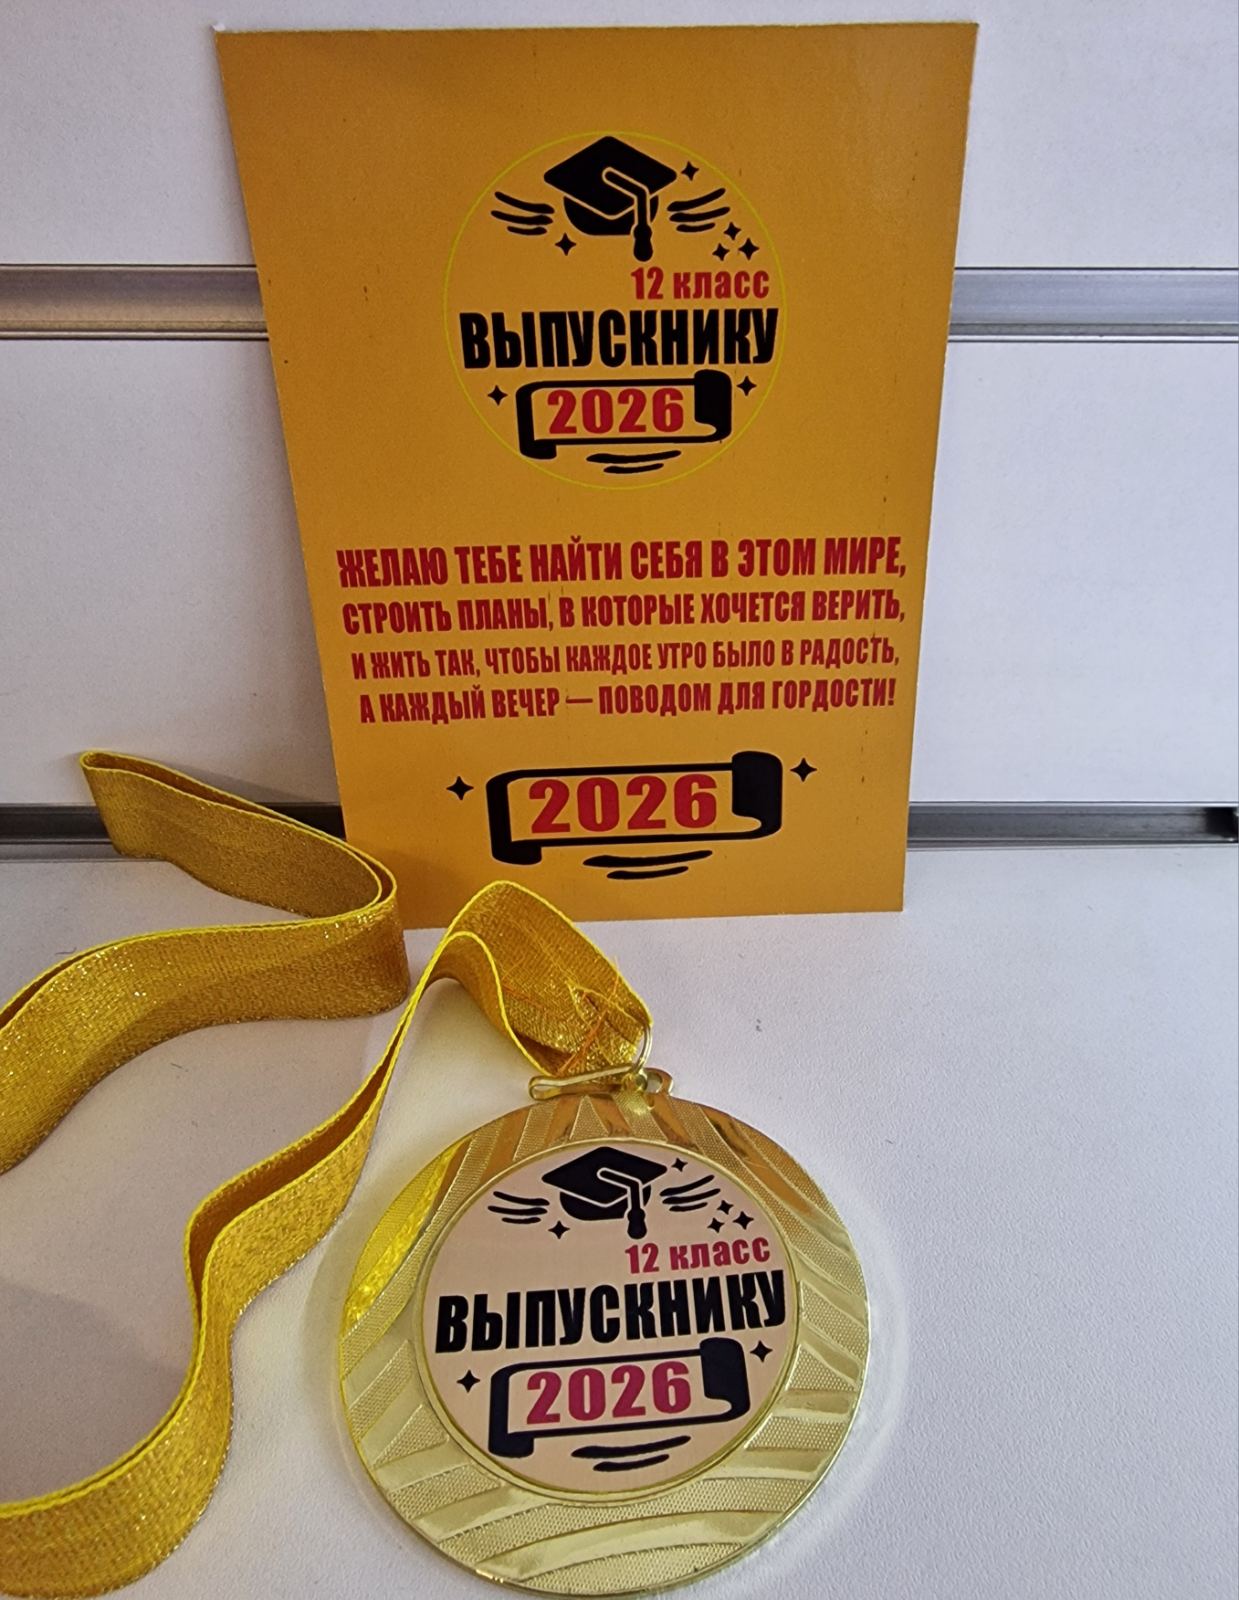 12 класс
ВЫПУСКНИКУ
2026
ЖЕЛАЮ ТЕБЕ НАЙТИ СЕБЯ В ЭТОМ МИРЕ,
СТРОИТЬ ПЛАНЫ, В КОТОРЫЕ ХОЧЕТСЯ ВЕРИТЬ,
И ЖИТЬ ТАК, ЧТОБЫ КАЖДОЕ УТРО БЫЛО В РАДОСТЬ,
А КАЖДЫЙ ВЕЧЕР — ПОВОДОМ ДЛЯ ГОРДОСТИ!
2026
12 класс
ВЫПУСКНИКУ
2026